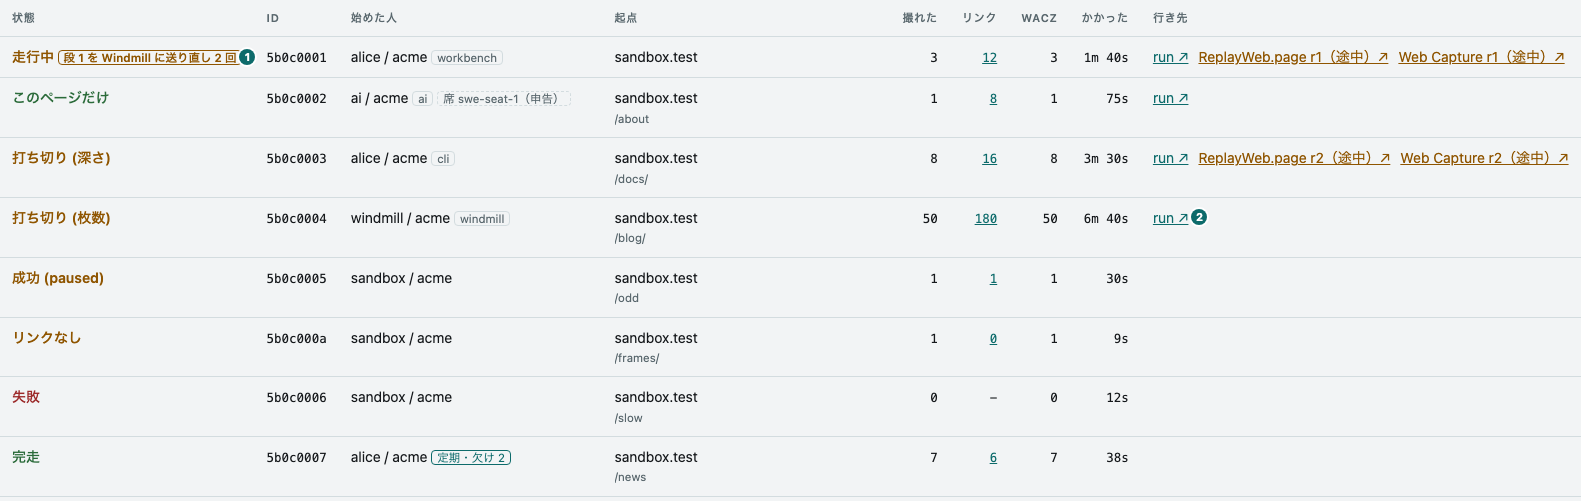 状態 ID 始めた人 起点 撮れた リンク WACZ かかった 行き先
走行中 段 1 を Windmill に送り直し 2 回 1 5b0c0001 alice / acme workbench sandbox.test 3 12 3 1m 40s run ↗ ReplayWeb.page r1（途中）↗ Web Capture r1（途中）↗
このページだけ 5b0c0002 ai / acme ai 席 swe-seat-1（申告） sandbox.test 1 8 1 75s run ↗
/about
打ち切り (深さ) 5b0c0003 alice / acme cli sandbox.test 8 16 8 3m 30s run ↗ ReplayWeb.page r2（途中）↗ Web Capture r2（途中）↗
/docs/
打ち切り (枚数) 5b0c0004 windmill / acme windmill sandbox.test 50 180 50 6m 40s run ↗ 2
/blog/
成功 (paused) 5b0c0005 sandbox / acme sandbox.test 1 1 1 30s
/odd
リンクなし 5b0c000a sandbox / acme sandbox.test 1 0 1 9s
/frames/
失敗 5b0c0006 sandbox / acme sandbox.test 0 – 0 12s
/slow
完走 5b0c0007 alice / acme 定期・欠け 2 sandbox.test 7 6 7 38s
/news